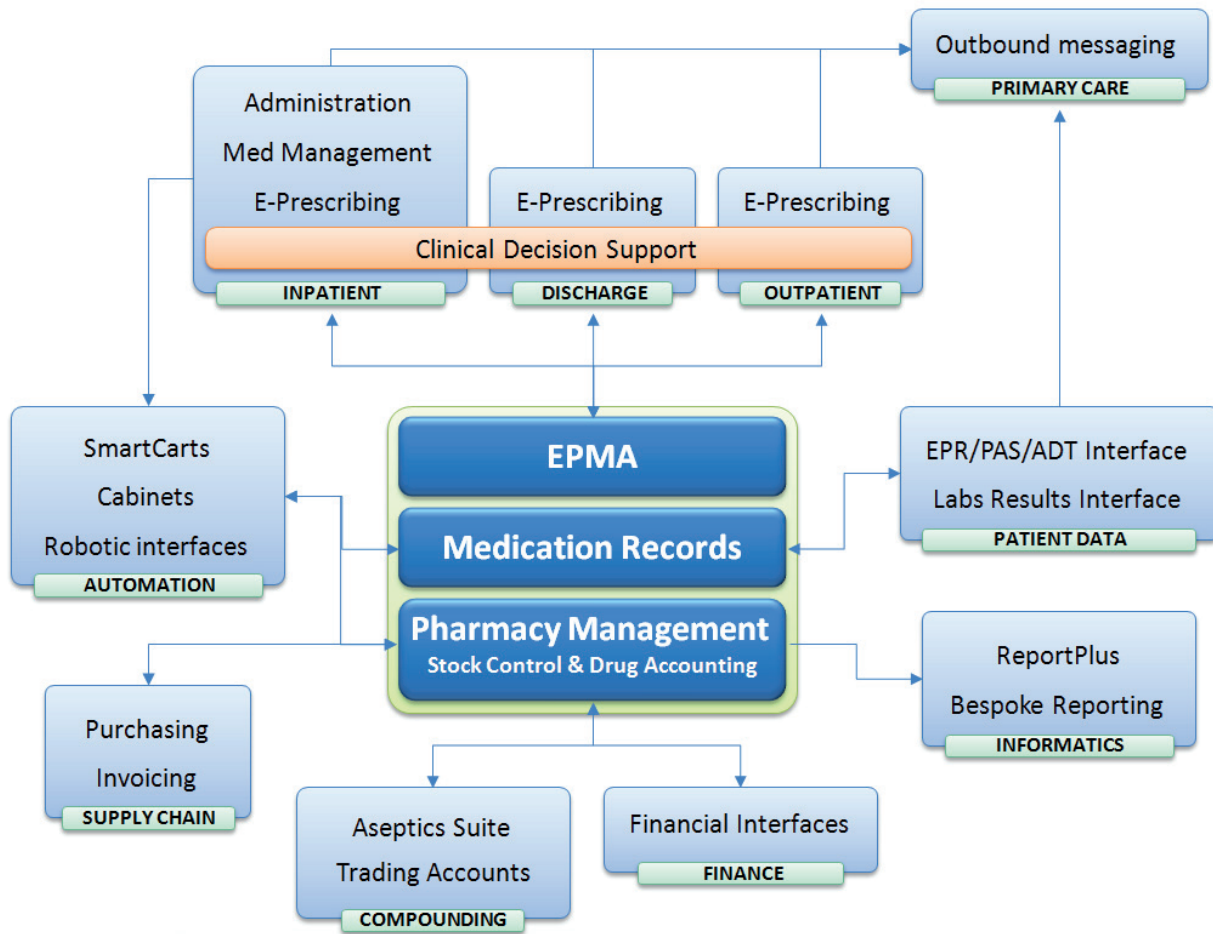 Outbound messaging
PRIMARY CARE
Administration
Med Management
E-Prescribing
E-Prescribing
E-Prescribing
Clinical Decision Support
INPATIENT
DISCHARGE
OUTPATIENT
SmartCarts
Cabinets
Robotic interfaces
AUTOMATION
EPMA
Medication Records
Pharmacy Management
Stock Control & Drug Accounting
EPR/PAS/ADT Interface
Labs Results Interface
PATIENT DATA
ReportPlus
Bespoke Reporting
INFORMATICS
Purchasing
Invoicing
SUPPLY CHAIN
Aseptics Suite
Trading Accounts
COMPOUNDING
Financial Interfaces
FINANCE